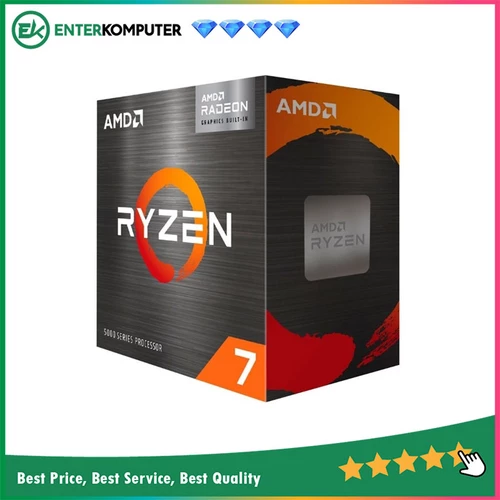 EK ENTERKOMPUTER
AMD
AMD
RADEON
GRAPHICS BUILT-IN
AMD
RYZEN
AMD
RYZEN
5000 SERIES PROCESSOR
7
Best Price, Best Service, Best Quality